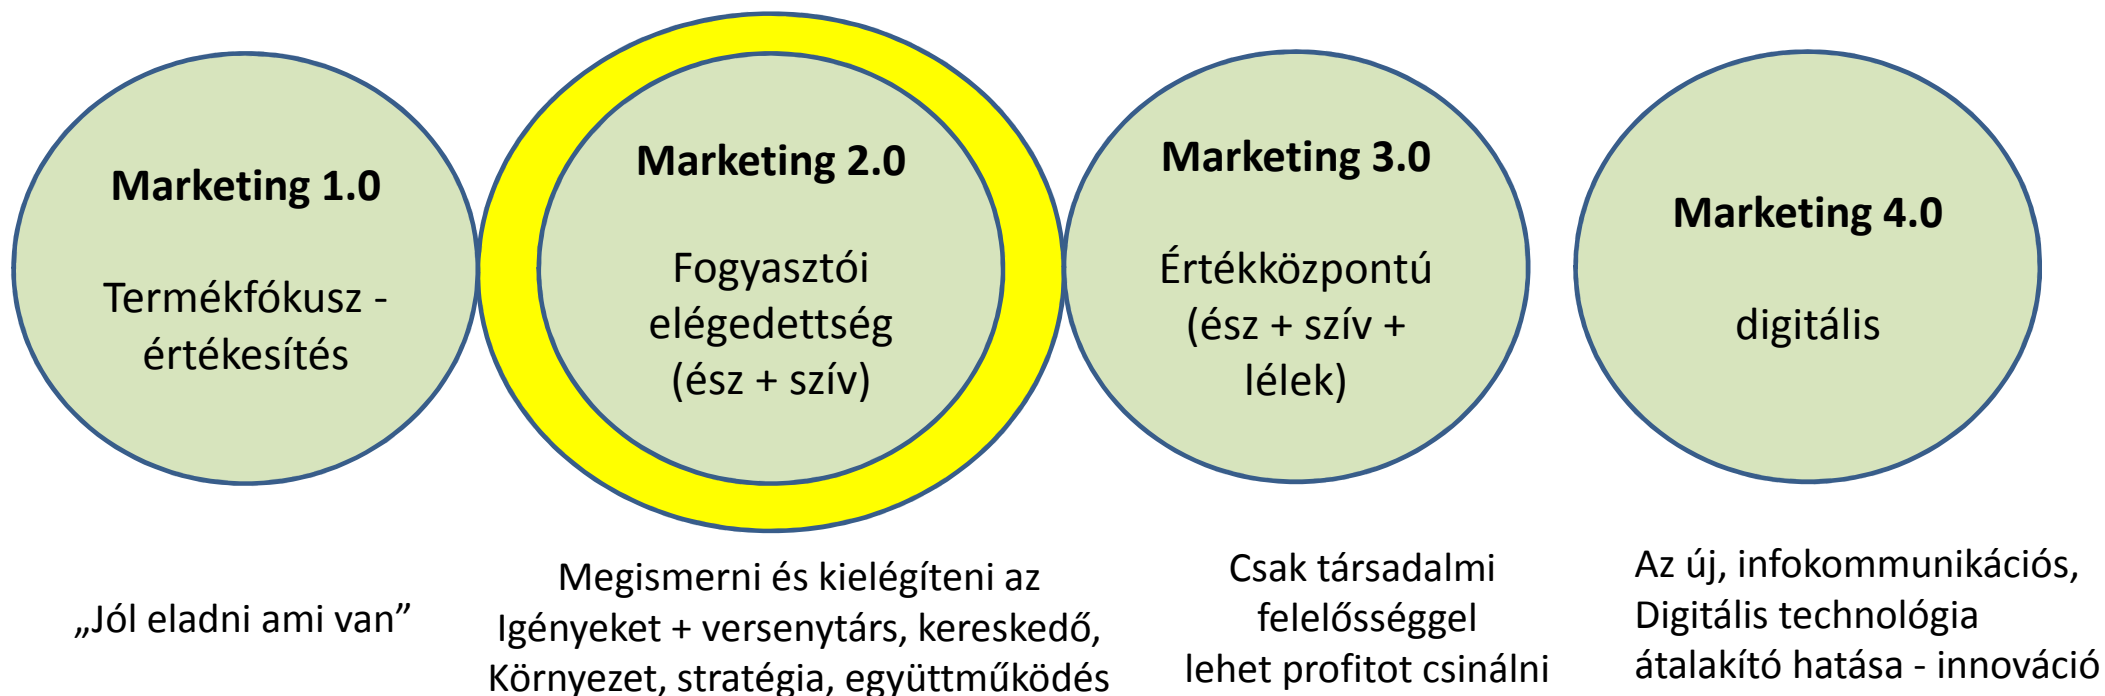 Marketing 1.0
Termékfókusz -
értékesítés
„Jól eladni ami van”
Marketing 2.0
Fogyasztói
elégedettség
(ész + szív)
Megismerni és kielégíteni az
Igényeket + versenytárs, kereskedő,
Környezet, stratégia, együttműködés
Marketing 3.0
Értékközpontú
(ész + szív +
lélek)
Csak társadalmi
felelősséggel
lehet profitot csinálni
Marketing 4.0
digitális
Az új, infokommunikációs,
Digitális technológia
átalakító hatása - innováció